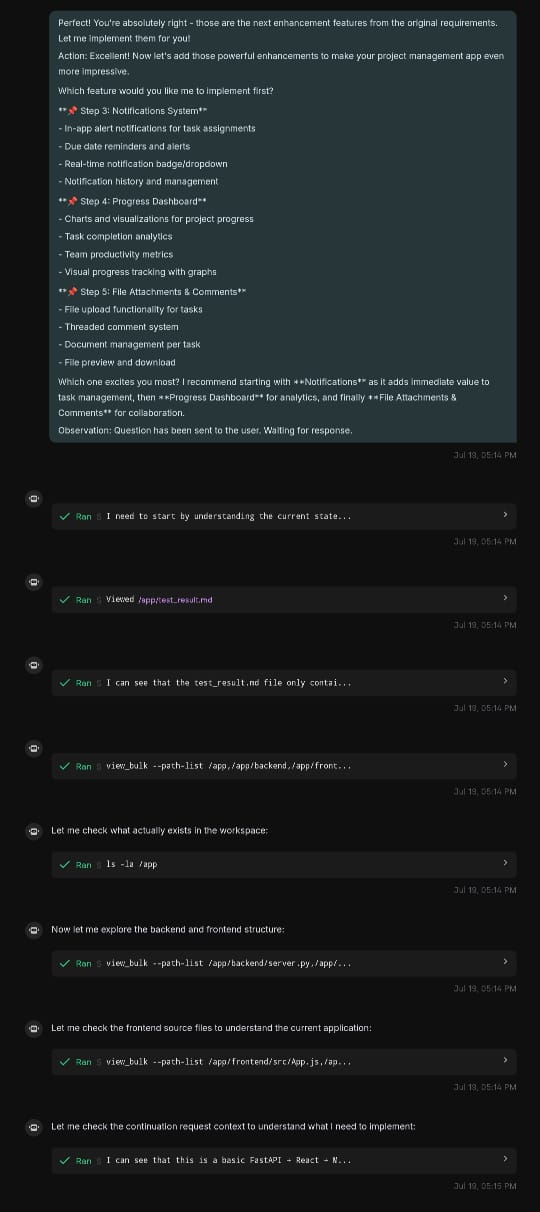 Perfect! You're absolutely right - those are the next enhancement features from the original requirements.
Let me implement them for you!
Action: Excellent! Now let's add those powerful enhancements to make your project management app even
more impressive.
Which feature would you like me to implement first?
**📌 Step 3: Notifications System**
- In-app alert notifications for task assignments
- Due date reminders and alerts
- Real-time notification badge/dropdown
- Notification history and management
**📌 Step 4: Progress Dashboard**
- Charts and visualizations for project progress
- Task completion analytics
- Team productivity metrics
- Visual progress tracking with graphs
**📌 Step 5: File Attachments & Comments**
- File upload functionality for tasks
- Threaded comment system
- Document management per task
- File preview and download
Which one excites you most? I recommend starting with **Notifications** as it adds immediate value to
task management, then **Progress Dashboard** for analytics, and finally **File Attachments &
Comments** for collaboration.
Observation: Question has been sent to the user. Waiting for response.
Jul 19, 05:14 PM
Ran $ I need to start by understanding the current state...
Jul 19, 05:14 PM
Ran $ Viewed /app/test_result.md
Jul 19, 05:14 PM
Ran $ I can see that the test_result.md file only contai...
Jul 19, 05:14 PM
Ran $ view_bulk --path-list /app,/app/backend,/app/front...
Jul 19, 05:14 PM
Let me check what actually exists in the workspace:
Ran $ ls -la /app
Jul 19, 05:14 PM
Now let me explore the backend and frontend structure:
Ran $ view_bulk --path-list /app/backend/server.py,/app/...
Jul 19, 05:14 PM
Let me check the frontend source files to understand the current application:
Ran $ view_bulk --path-list /app/frontend/src/App.js,/ap...
Jul 19, 05:14 PM
Let me check the continuation request context to understand what I need to implement:
Ran $ I can see that this is a basic FastAPI + React + M...
Jul 19, 05:15 PM